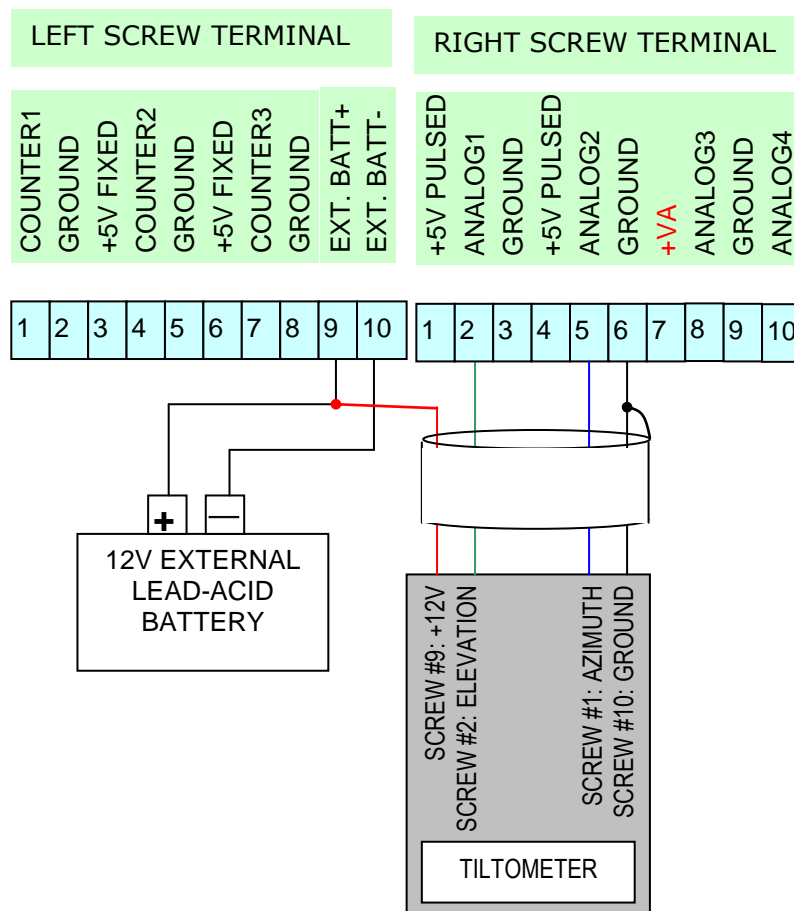 LEFT SCREW TERMINAL
RIGHT SCREW TERMINAL
COUNTER1
GROUND
+5V FIXED
COUNTER2
GROUND
+5V FIXED
COUNTER3
GROUND
EXT. BATT+
EXT. BATT-
+5V PULSED
ANALOG1
GROUND
+5V PULSED
ANALOG2
GROUND
+VA
ANALOG3
GROUND
ANALOG4
1 2 3 4 5 6 7 8 9 10
1 2 3 4 5 6 7 8 9 10
+ —
12V EXTERNAL
LEAD-ACID
BATTERY
SCREW #9: +12V
SCREW #2: ELEVATION
SCREW #1: AZIMUTH
SCREW #10: GROUND
TILTOMETER